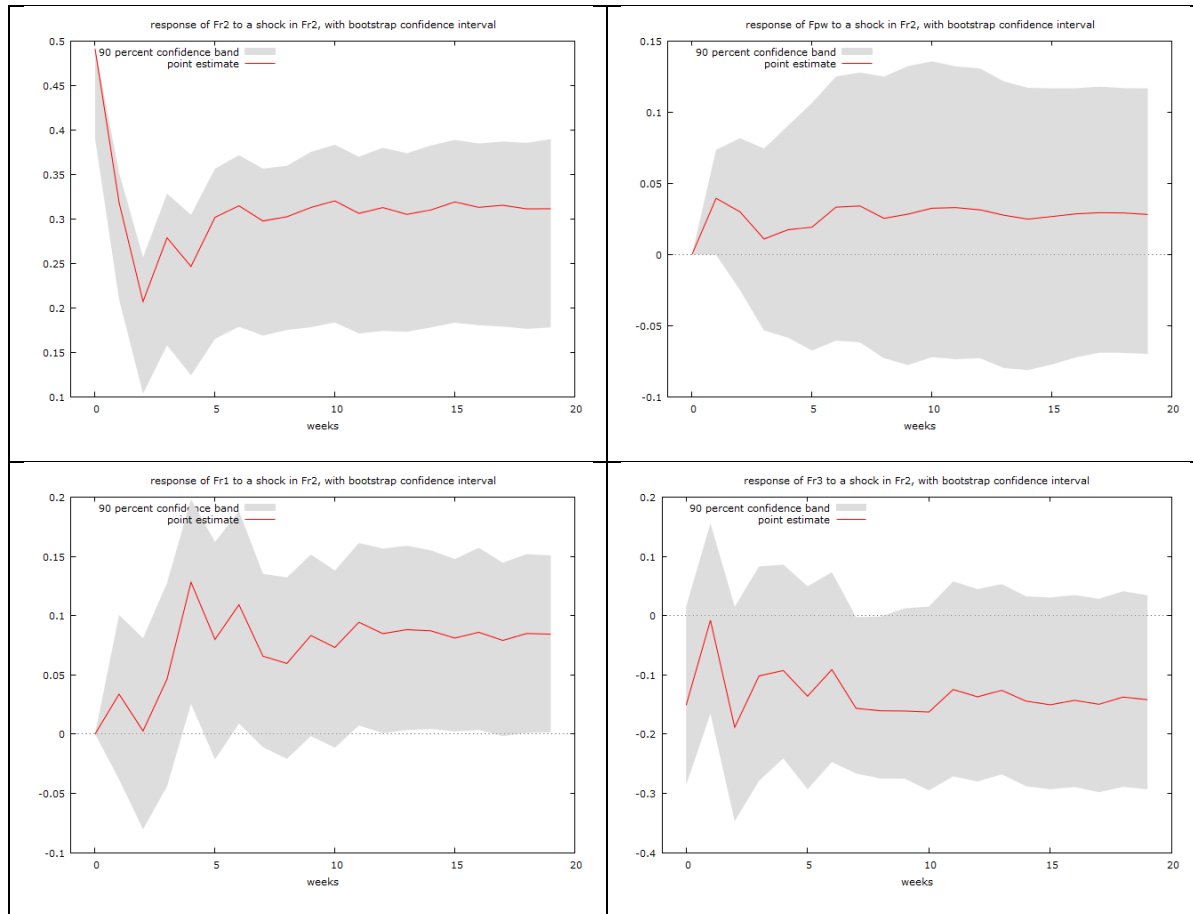 response of Fr2 to a shock in Fr2, with bootstrap confidence interval
90 percent confidence band
point estimate
0.5
0.45
0.4
0.35
0.3
0.25
0.2
0.15
0.1
0 5 10 15 20
weeks
response of Fpw to a shock in Fr2, with bootstrap confidence interval
90 percent confidence band
point estimate
0.15
0.1
0.05
0
-0.05
-0.1
0 5 10 15 20
weeks
response of Fr1 to a shock in Fr2, with bootstrap confidence interval
90 percent confidence band
point estimate
0.2
0.15
0.1
0.05
0
-0.05
-0.1
0 5 10 15 20
weeks
response of Fr3 to a shock in Fr2, with bootstrap confidence interval
90 percent confidence band
point estimate
0.2
0.1
0
-0.1
-0.2
-0.3
-0.4
0 5 10 15 20
weeks